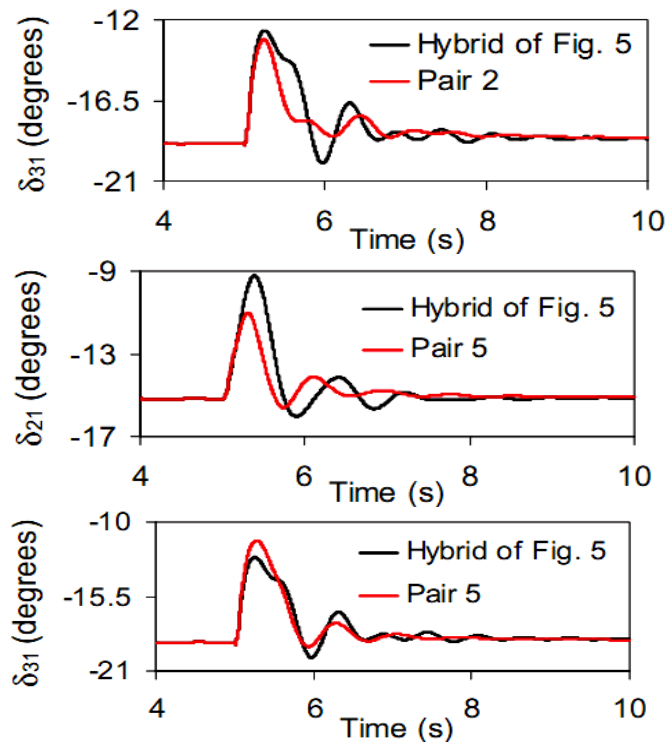 -12
-16.5
-21
δ31 (degrees)
Hybrid of Fig. 5
Pair 2
4 6 8 10
Time (s)
-9
-13
-17
δ21 (degrees)
Hybrid of Fig. 5
Pair 5
4 6 8 10
Time (s)
-10
-15.5
-21
δ31 (degrees)
Hybrid of Fig. 5
Pair 5
4 6 8 10
Time (s)